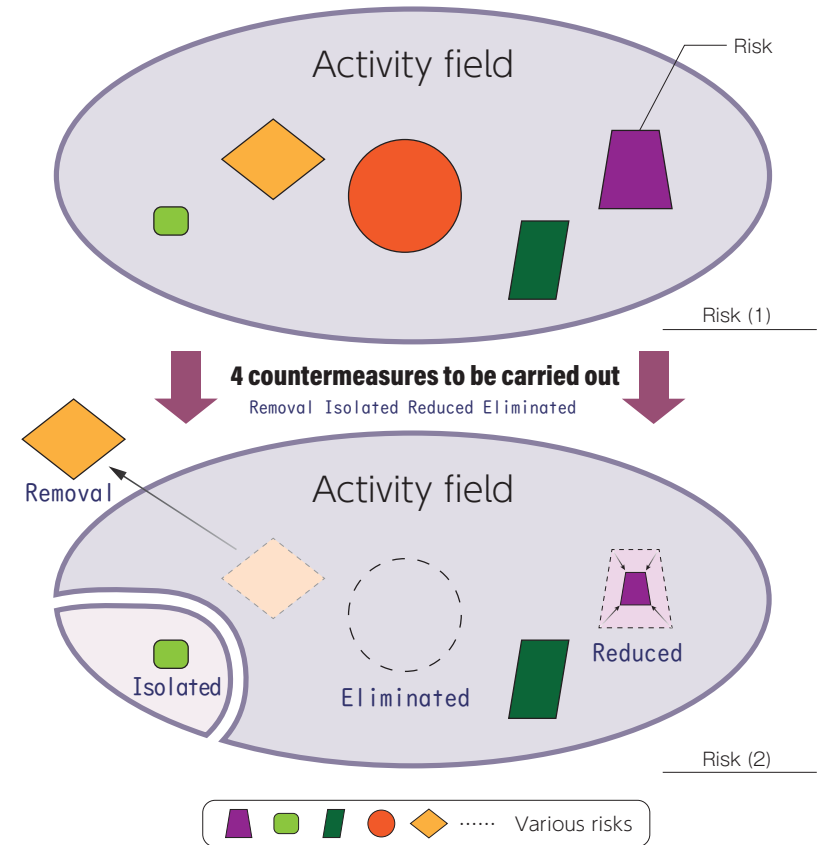 Activity field
Risk
Risk (1)
4 countermeasures to be carried out
Removal Isolated Reduced Eliminated
Removal
Activity field
Isolated
Eliminated
Reduced
Risk (2)
...... Various risks